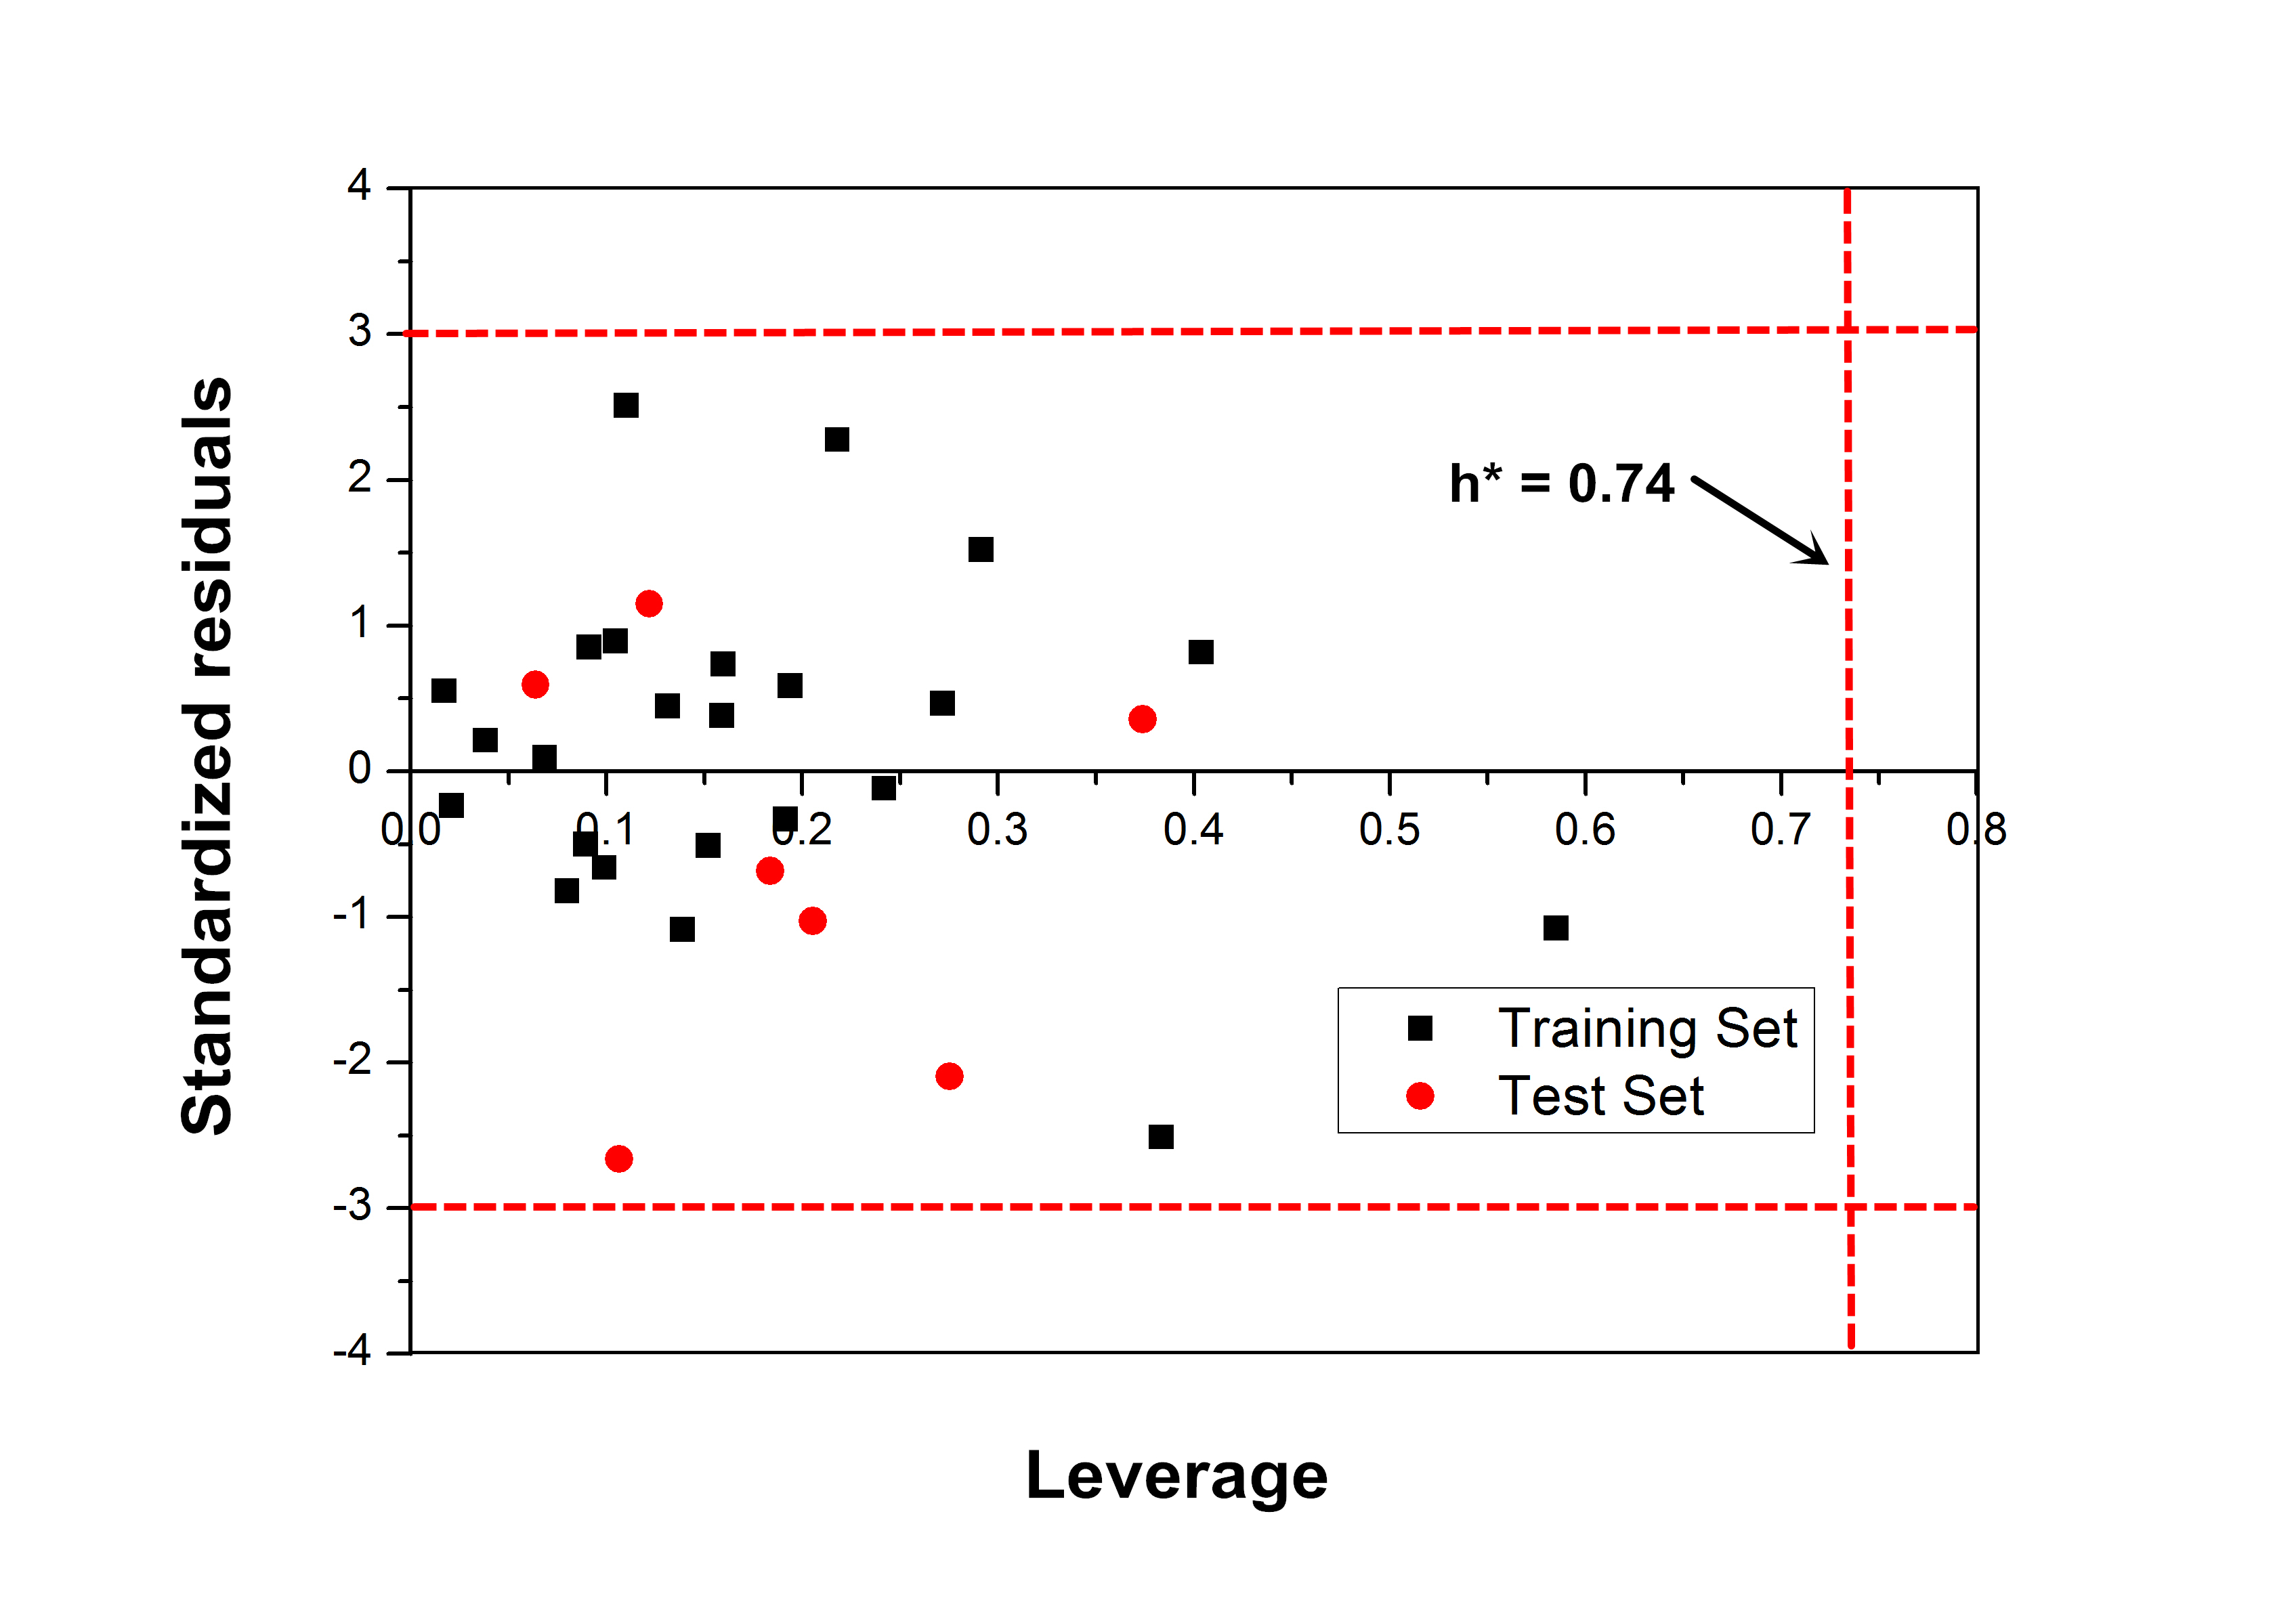 4
3
2
1
0
-1
-2
-3
-4
0.0 0.1 0.2 0.3 0.4 0.5 0.6 0.7 0.8
Standardized residuals
h* = 0.74
Training Set
Test Set
Leverage